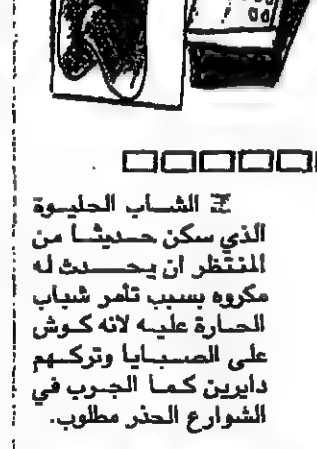 الشاب الحليوة
الذي سكن حديثا من
المنتظر ان يحدث له
مكروه بسبب تأمر شباب
الحارة عليه لانه كوش
على الصبايا وتركهم
دايرين كما الجرب في
الشوارع الحذر مطلوب.